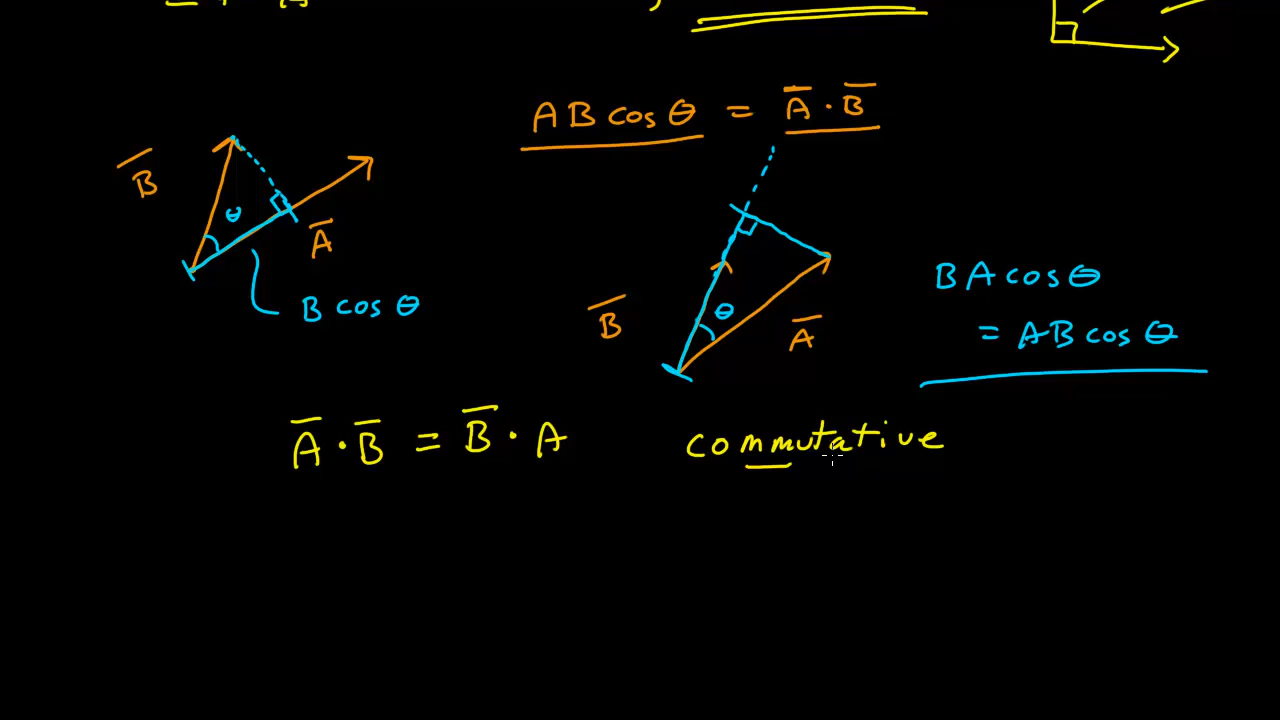 AB cos θ = A̅ · B̅
B̅
θ
A̅
B cos θ
B̅
θ
A̅
BA cos θ
= AB cos θ
A̅ · B̅ = B̅ · A
commutative